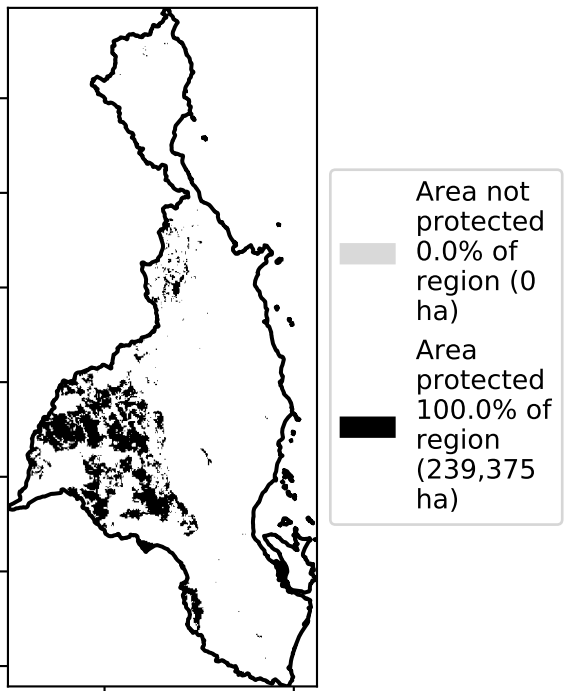 Area not
protected
0.0% of
region (0
ha)
Area
protected
100.0% of
region
(239,375
ha)